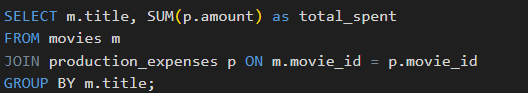 SELECT m.title, SUM(p.amount) as total_spent
FROM movies m
JOIN production_expenses p ON m.movie_id = p.movie_id
GROUP BY m.title;